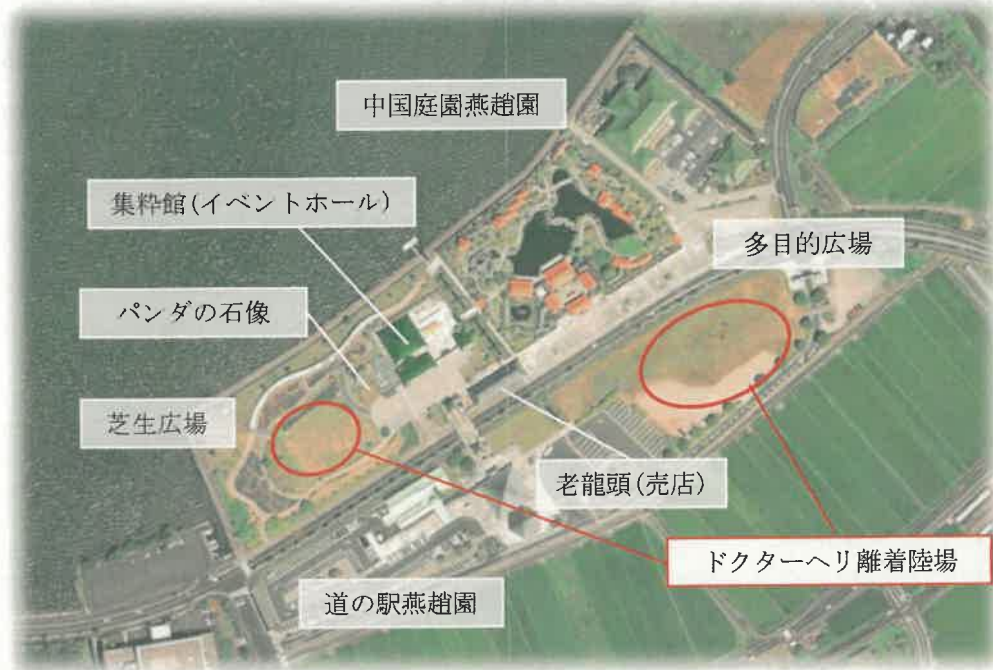 中国庭園燕趙園
集粋館(イベントホール)
多目的広場
パンダの石像
芝生広場
老龍頭(売店)
ドクターヘリ離着陸場
道の駅燕趙園